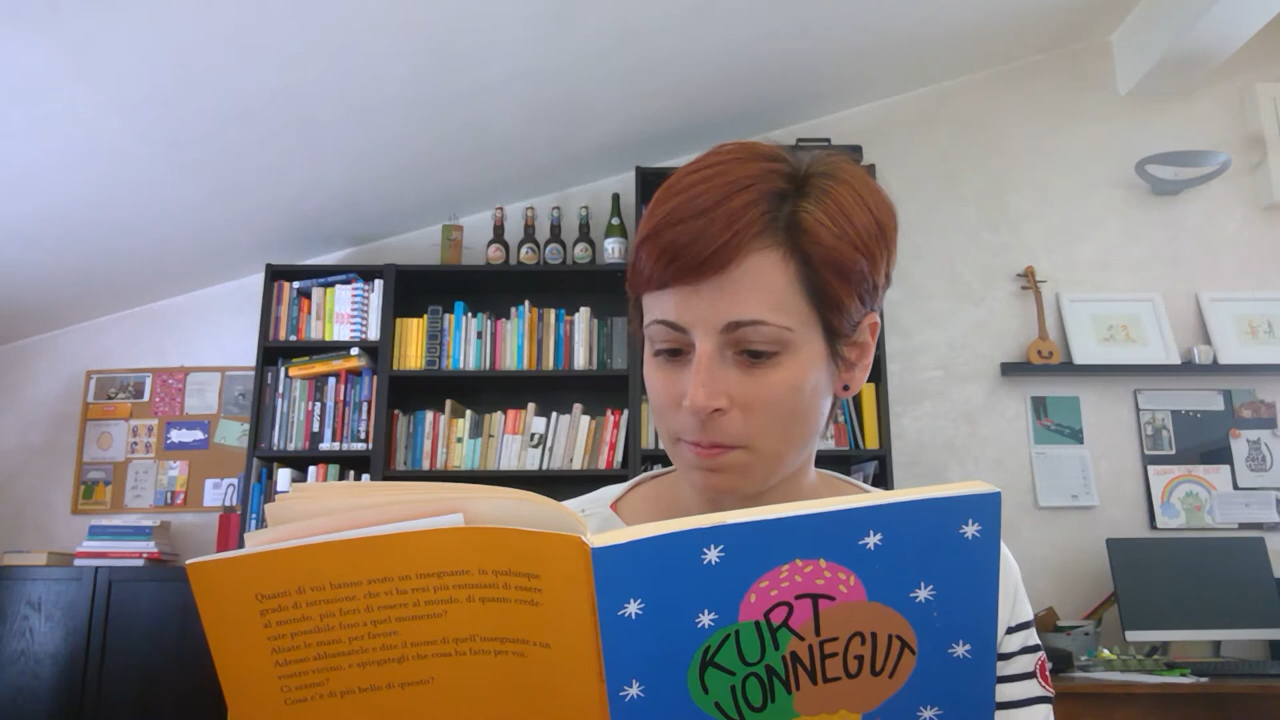 Quanti di voi hanno avuto un insegnante, in qualunque
grado di istruzione, che vi ha resi più entusiasti di essere
al mondo, più fieri di essere al mondo, di quanto crede-
vate possibile fino a quel momento?
Alzate le mani, per favore.
Adesso abbassatele e dite il nome di quell'insegnante a un
vostro vicino, e spiegategli che cosa ha fatto per voi.
Ci siamo?
Cosa c'è di più bello di questo?
KURT
VONNEGUT